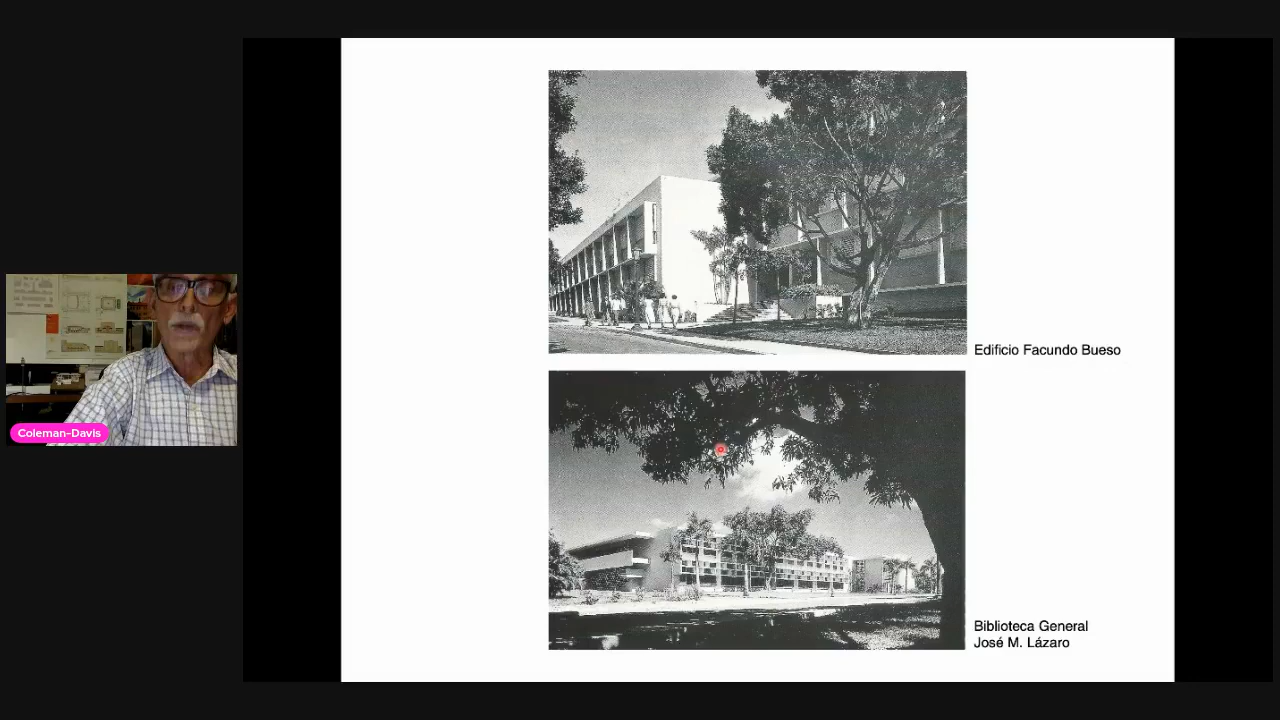 Edificio Facundo Bueso
Coleman-Davis
Biblioteca General
José M. Lázaro